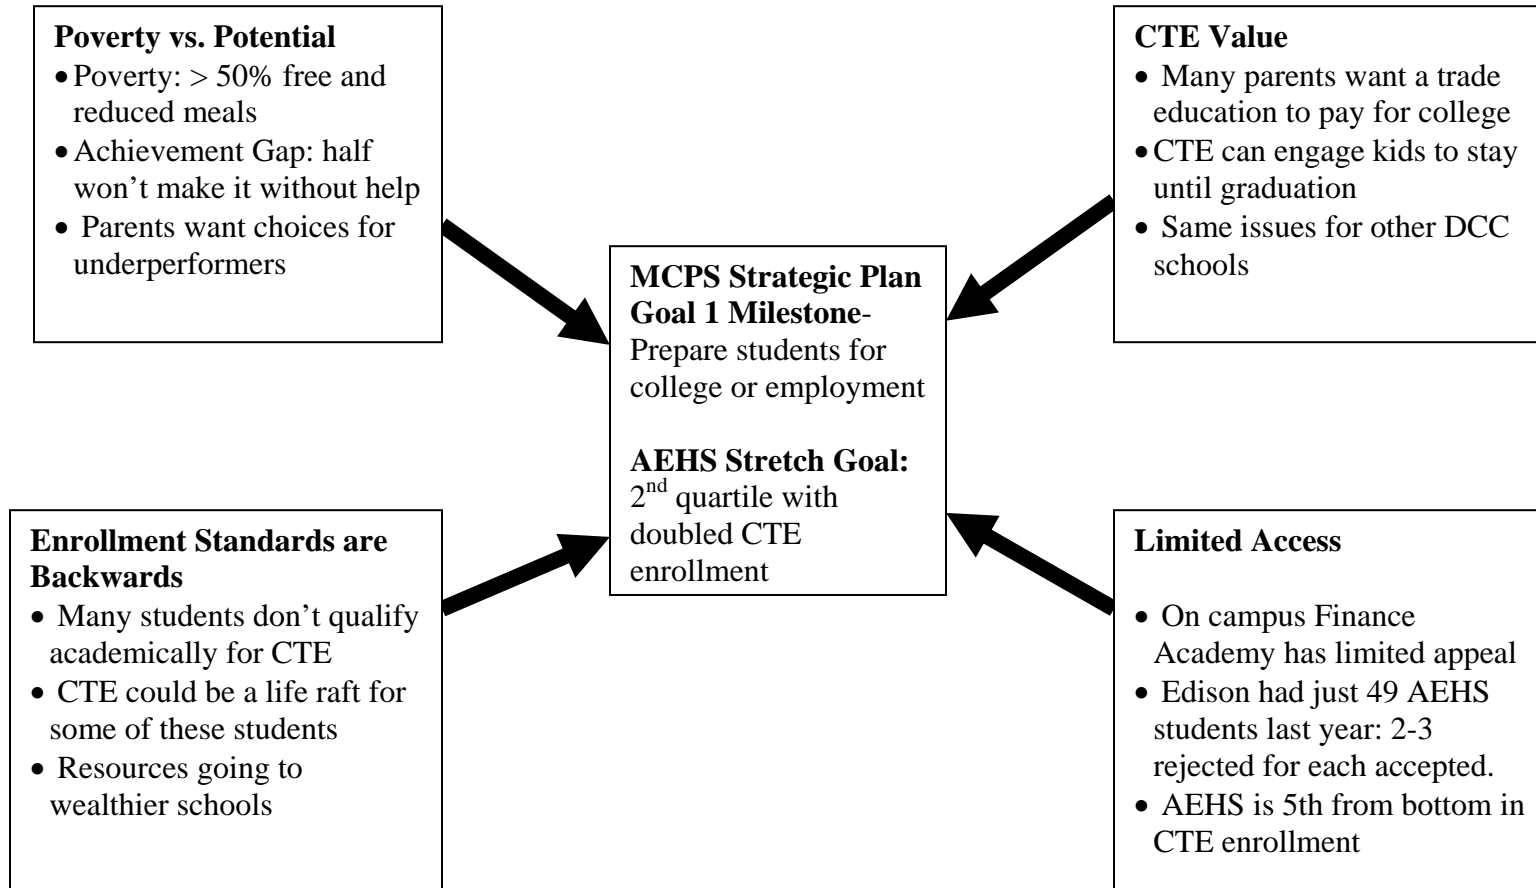 Poverty vs. Potential
• Poverty: > 50% free and
reduced meals
• Achievement Gap: half
won’t make it without help
• Parents want choices for
underperformers
CTE Value
• Many parents want a trade
education to pay for college
• CTE can engage kids to stay
until graduation
• Same issues for other DCC
schools
MCPS Strategic Plan
Goal 1 Milestone-
Prepare students for
college or employment
AEHS Stretch Goal:
2nd quartile with
doubled CTE
enrollment
Enrollment Standards are
Backwards
• Many students don’t qualify
academically for CTE
• CTE could be a life raft for
some of these students
• Resources going to
wealthier schools
Limited Access
• On campus Finance
Academy has limited appeal
• Edison had just 49 AEHS
students last year: 2-3
rejected for each accepted.
• AEHS is 5th from bottom in
CTE enrollment